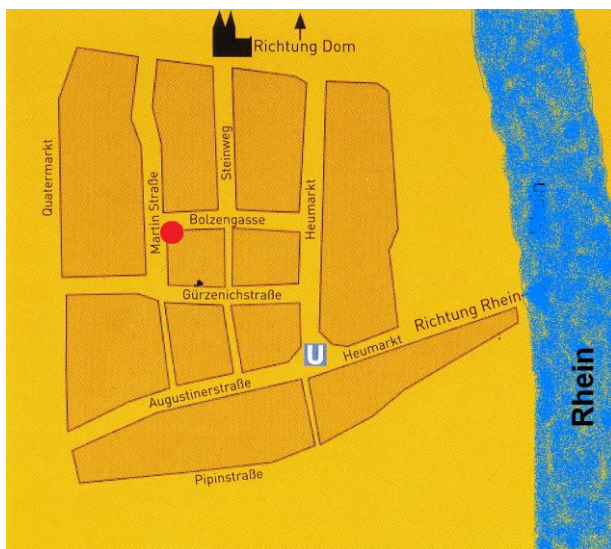 Richtung Dom
Quatermarkt
Martin Straße
Steinweg
Heumarkt
Bolzengasse
Gürzenichstraße
U
Heumarkt
Richtung Rhein
Augustinerstraße
Pipinstraße
Rhein